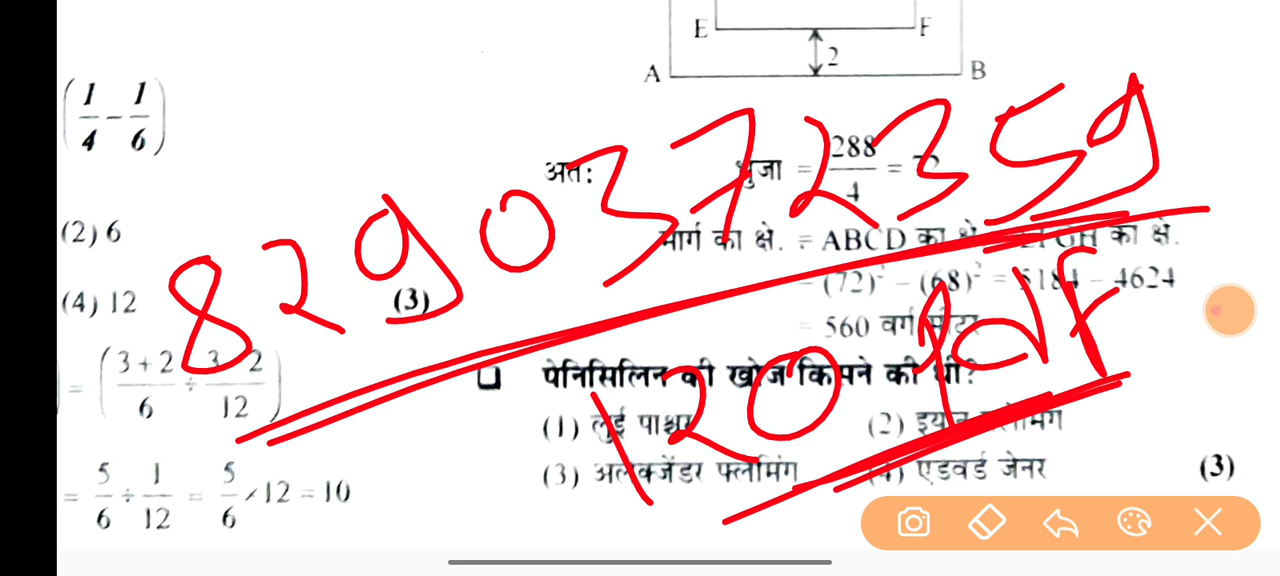 E F
2
A B
(1/4 - 1/6)
अतः भुजा = 288/4 = 72
(2) 6
मार्ग का क्षे. = ABCD का क्षे. EFGH का क्षे.
8290372359
(4) 12
(3)
= (72)² - (68)² = 5184 - 4624
= 560 वर्ग मीटर
120 Pdf
= (3 + 2/6 ÷ 3 - 2/12)
पेनिसिलिन की खोज किसने की थी?
(1) लुई पाश्चर (2) इयान फ्लेमिंग
(3) अलेक्जेंडर फ्लेमिंग (4) एडवर्ड जेनर (3)
= 5/6 ÷ 1/12 = 5/6 × 12 = 10